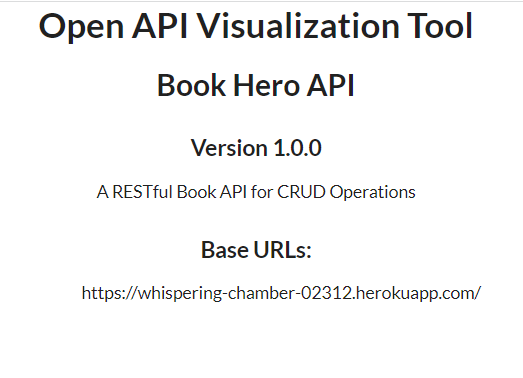 Open API Visualization Tool
Book Hero API
Version 1.0.0
A RESTful Book API for CRUD Operations
Base URLs:
https://whispering-chamber-02312.herokuapp.com/